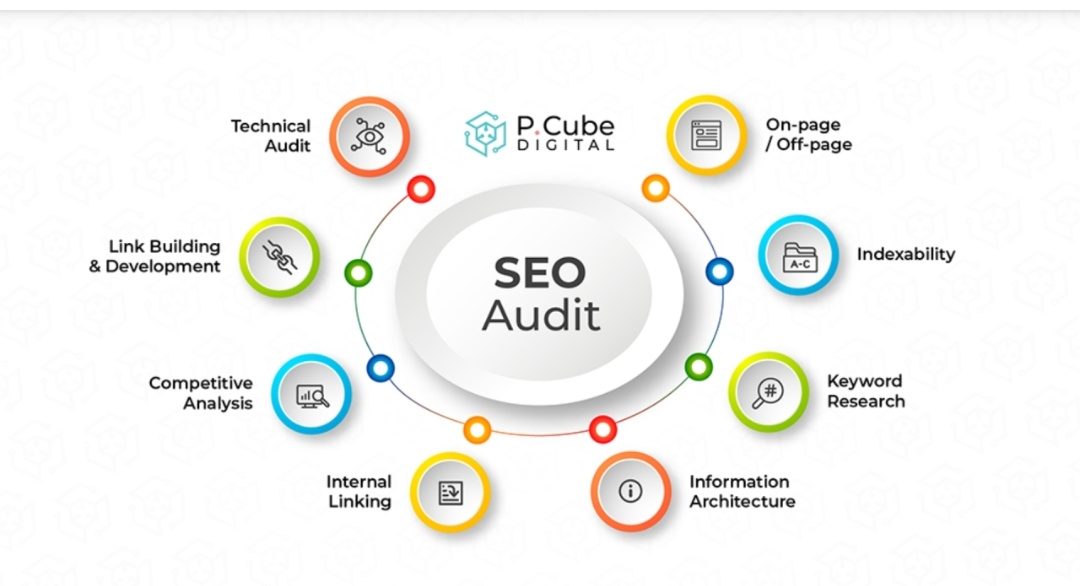 P.Cube
DIGITAL
Technical
Audit
On-page
/ Off-page
Link Building
& Development
SEO
Audit
Indexability
A-C
Competitive
Analysis
#
Keyword
Research
Internal
Linking
i
Information
Architecture